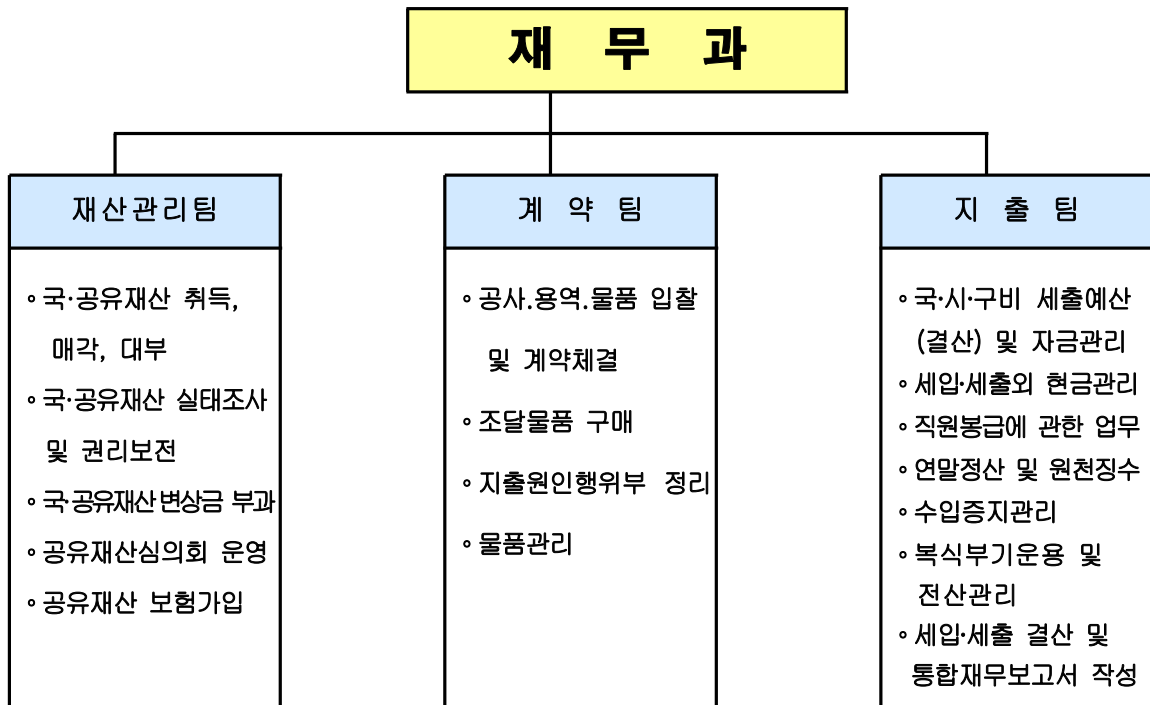 재 무 과
재산관리팀
◦국·공유재산 취득,
매각, 대부
◦국·공유재산 실태조사
및 권리보전
◦국·공유재산 변상금 부과
◦공유재산심의회 운영
◦공유재산 보험가입
계 약 팀
◦공사.용역.물품 입찰
및 계약체결
◦조달물품 구매
◦지출원인행위부 정리
◦물품관리
지 출 팀
◦국·시·구비 세출예산
(결산) 및 자금관리
◦세입·세출외 현금관리
◦직원봉급에 관한 업무
◦연말정산 및 원천징수
◦수입증지관리
◦복식부기운용 및
전산관리
◦세입·세출 결산 및
통합재무보고서 작성